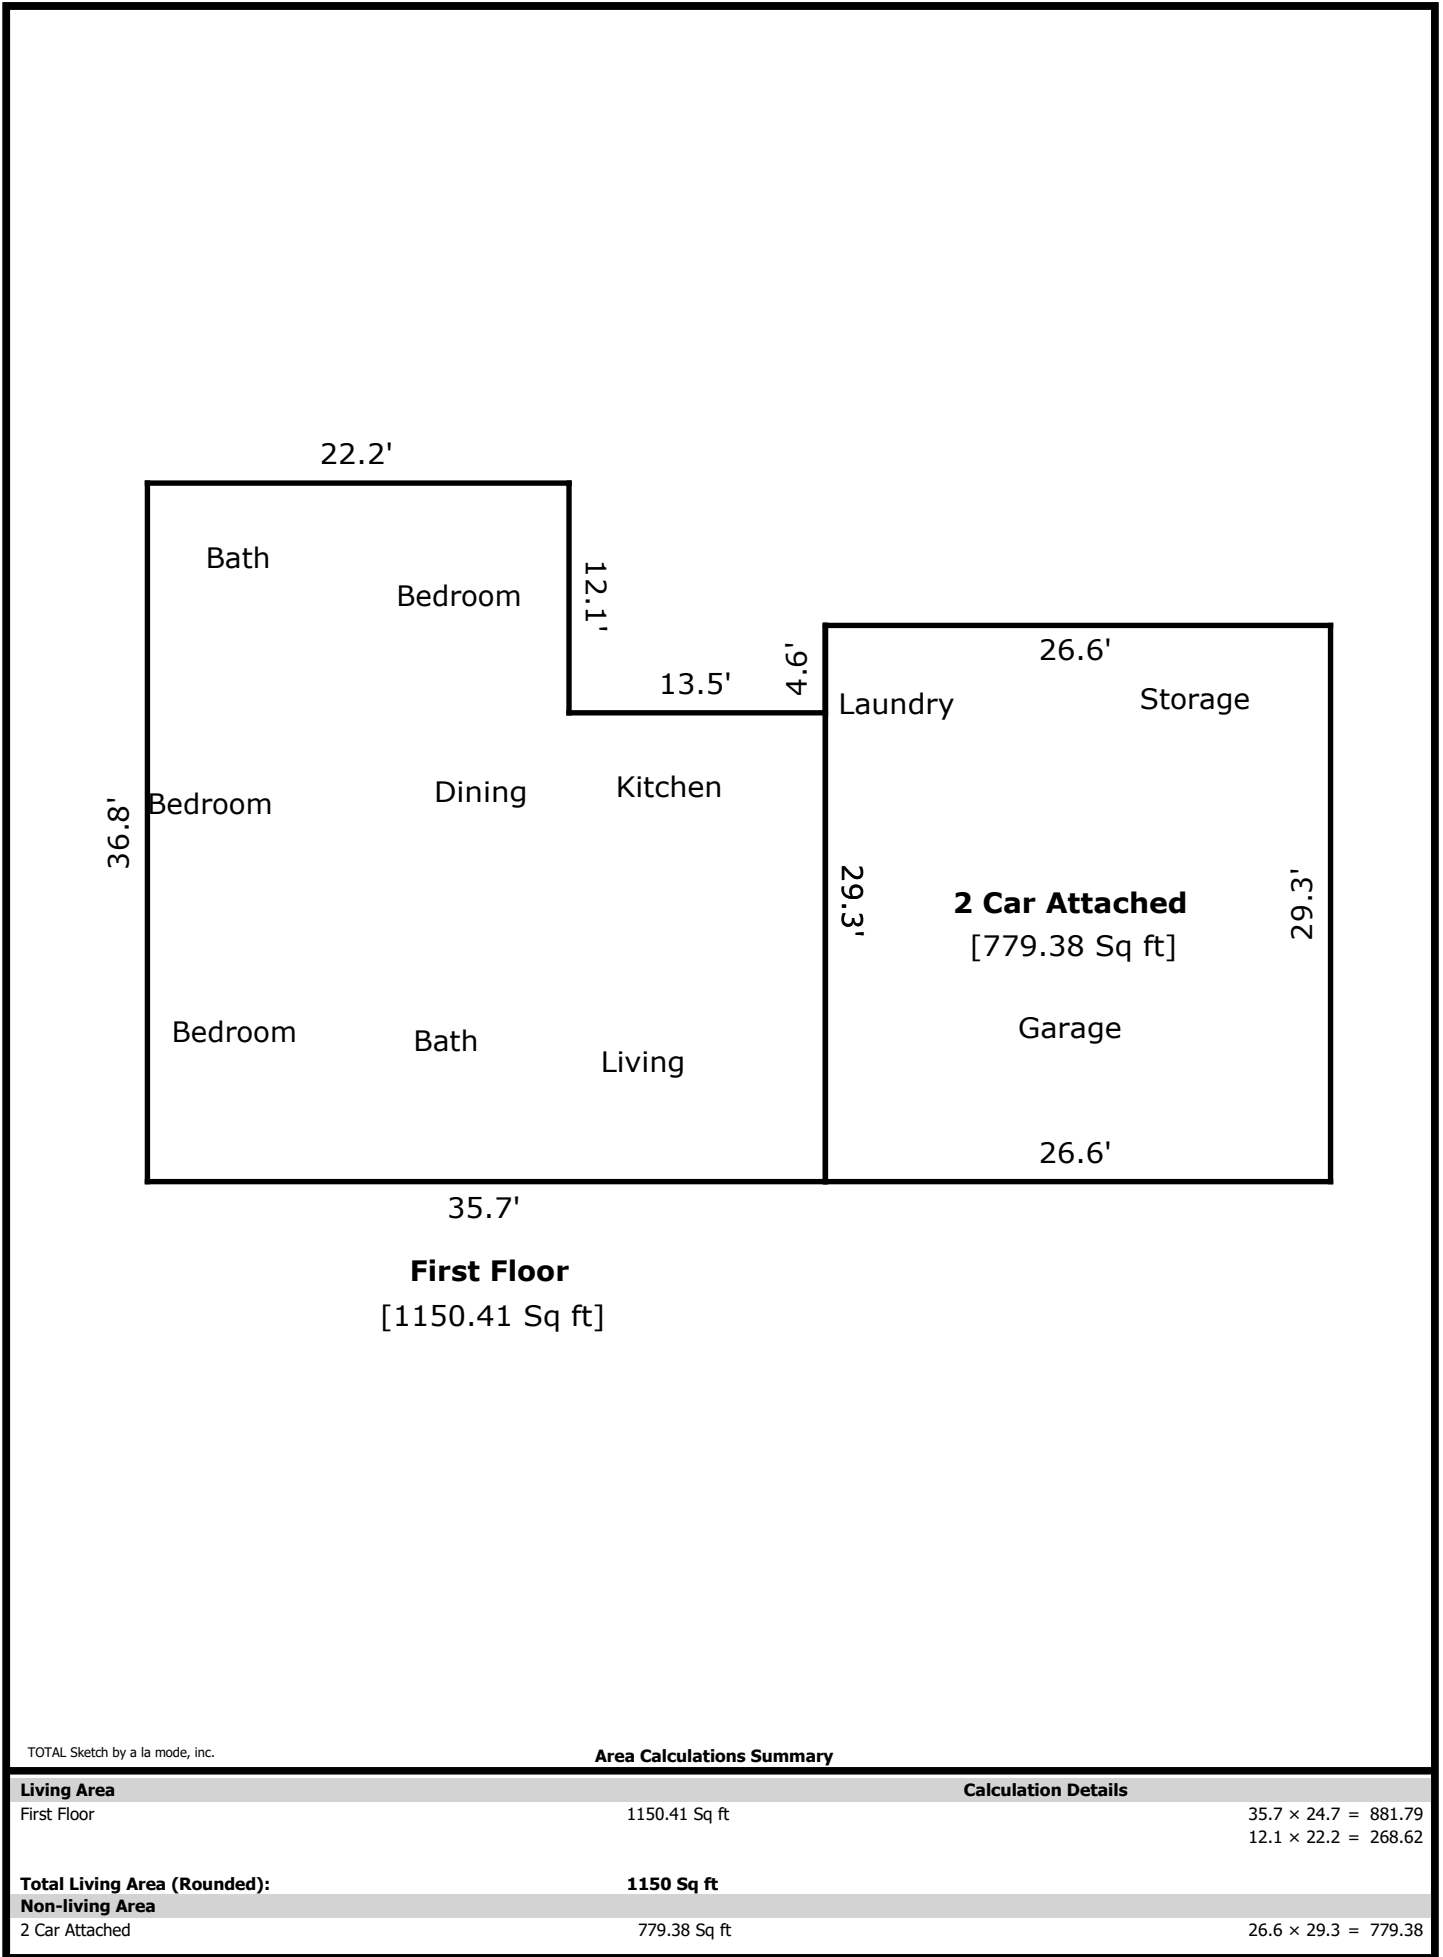 22.2'
Bath
Bedroom
12.1'
13.5'
4.6'
26.6'
Laundry
Storage
36.8'
Bedroom
Dining
Kitchen
29.3'
2 Car Attached
[779.38 Sq ft]
29.3'
Garage
Bedroom
Bath
Living
26.6'
35.7'
First Floor
[1150.41 Sq ft]
TOTAL Sketch by a la mode, inc.
Area Calculations Summary
Living Area Calculation Details
First Floor 1150.41 Sq ft 35.7 × 24.7 = 881.79
12.1 × 22.2 = 268.62
Total Living Area (Rounded): 1150 Sq ft
Non-living Area
2 Car Attached 779.38 Sq ft 26.6 × 29.3 = 779.38